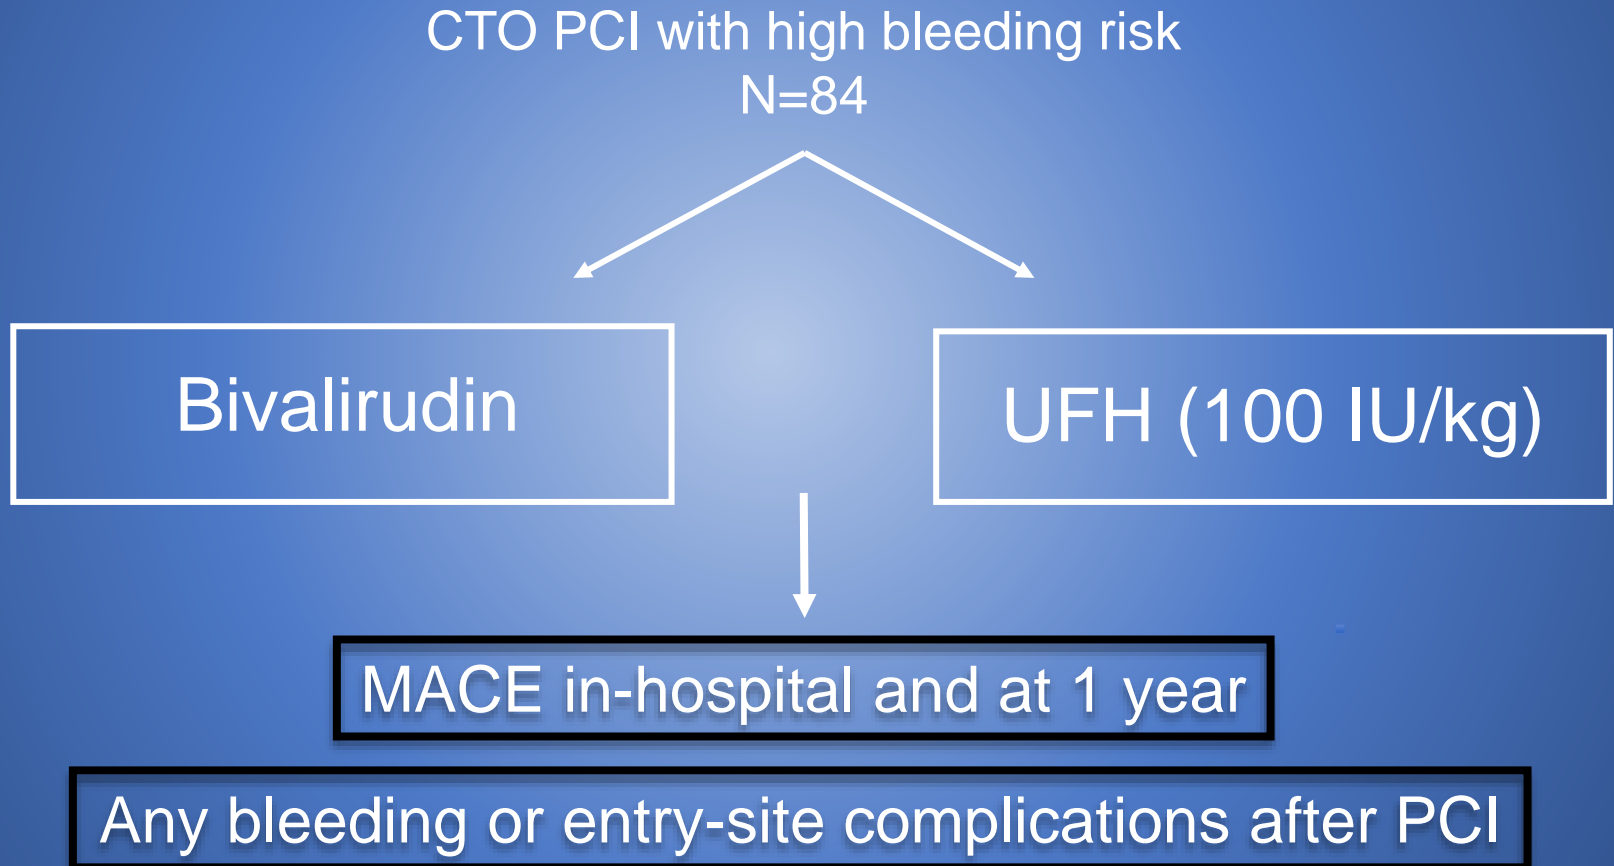 CTO PCI with high bleeding risk
N=84
Bivalirudin
UFH (100 IU/kg)
MACE in-hospital and at 1 year
Any bleeding or entry-site complications after PCI